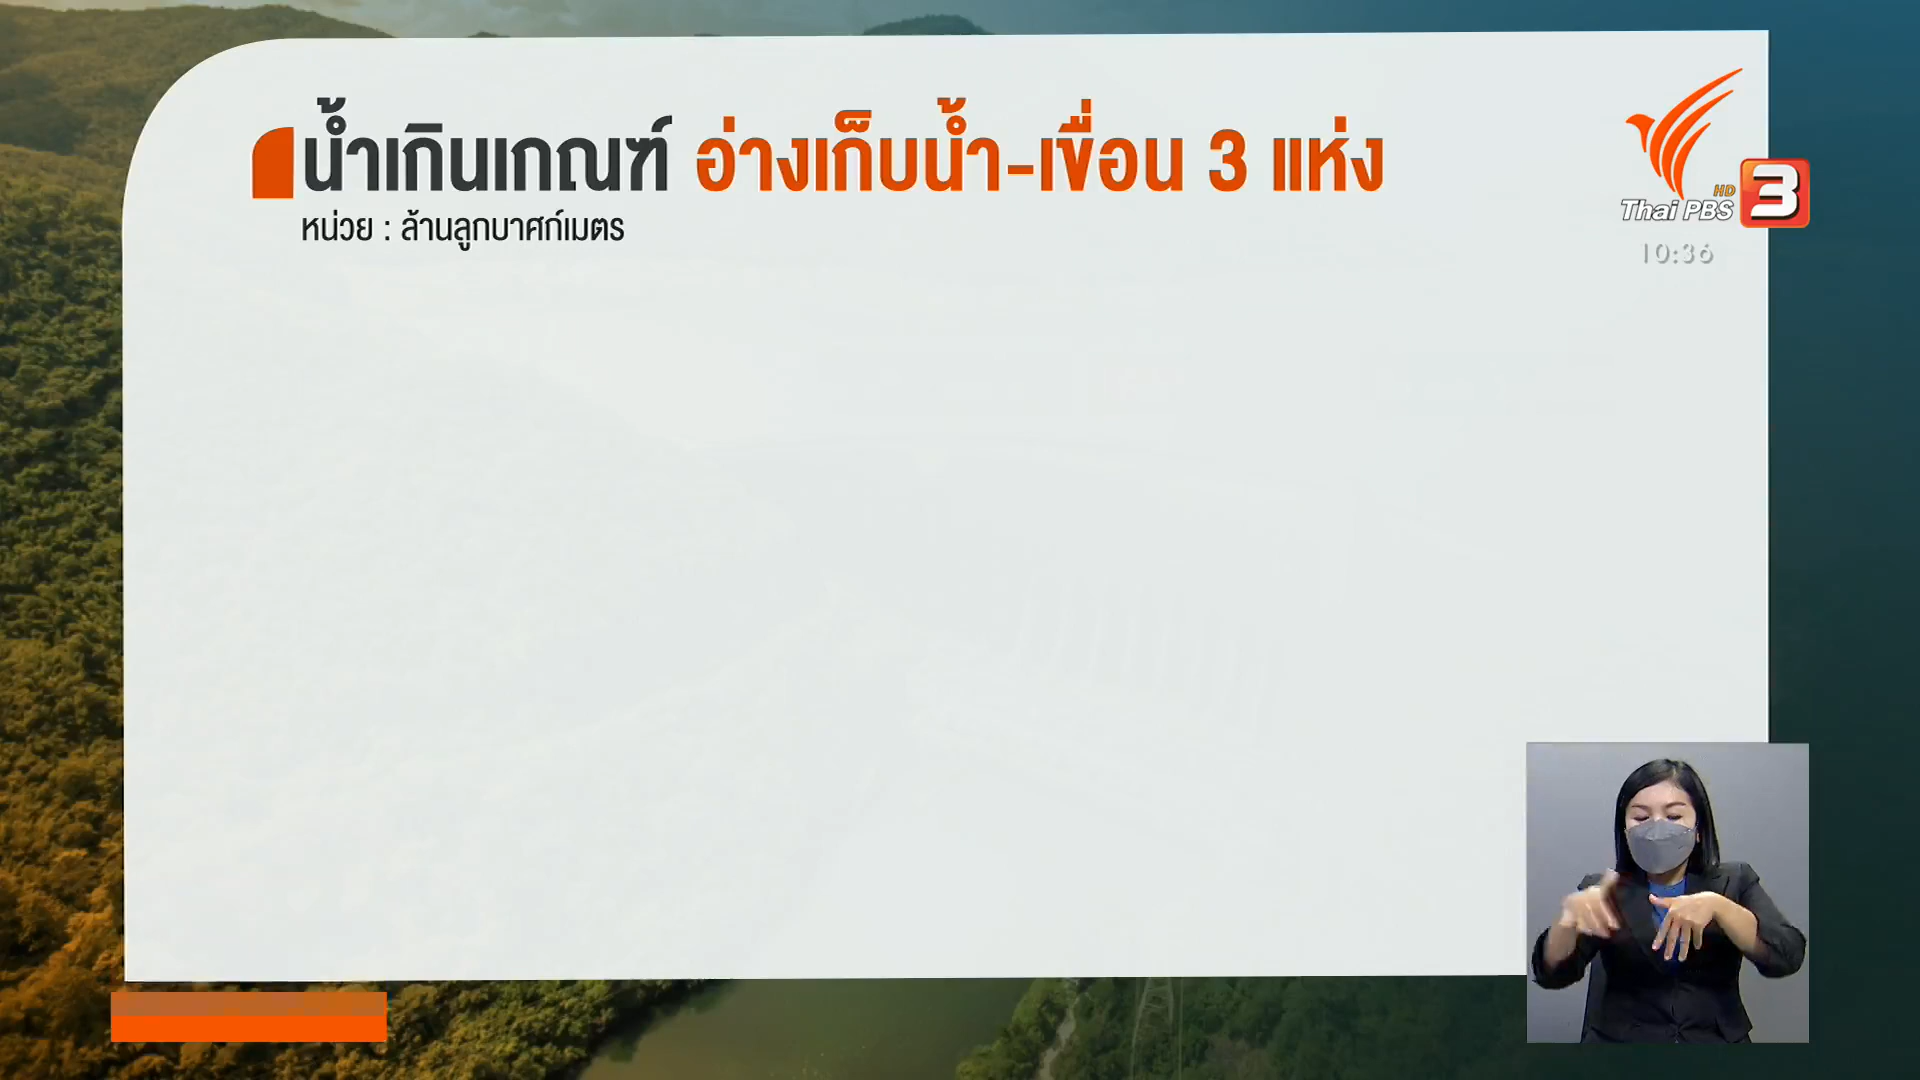 น้ำเกินเกณฑ์ อ่างเก็บน้ำ-เขื่อน 3 แห่ง
หน่วย : ล้านลูกบาศก์เมตร
HD
Thai PBS 3
10:36